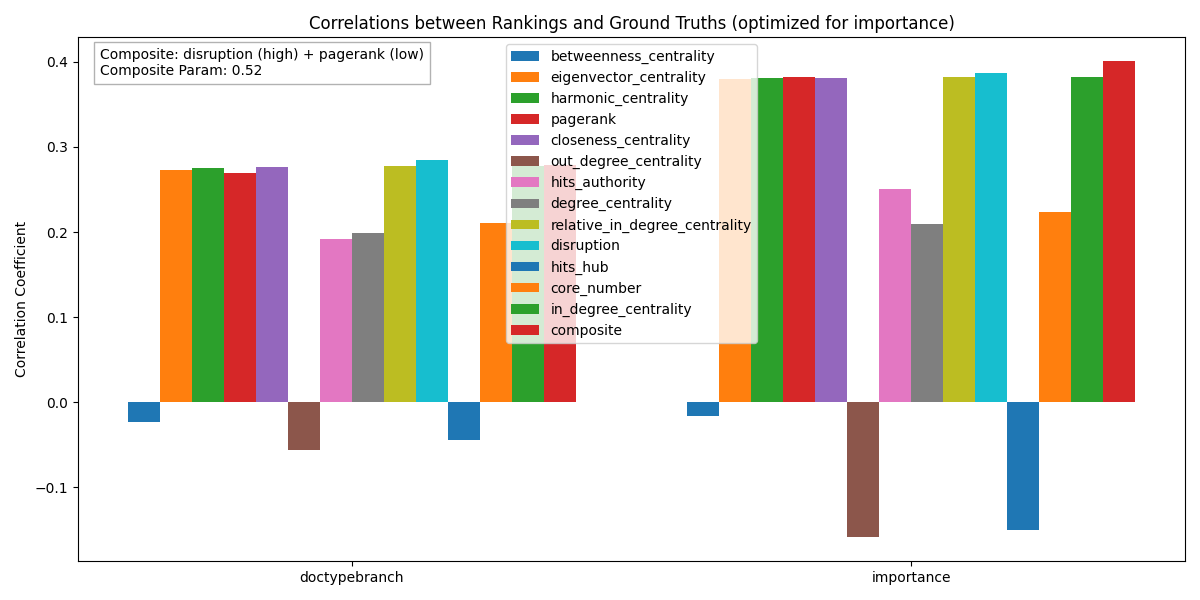 Correlations between Rankings and Ground Truths (optimized for importance)
Composite: disruption (high) + pagerank (low)
Composite Param: 0.52
betweenness_centrality
eigenvector_centrality
harmonic_centrality
pagerank
closeness_centrality
out_degree_centrality
hits_authority
degree_centrality
relative_in_degree_centrality
disruption
hits_hub
core_number
in_degree_centrality
composite
Correlation Coefficient
0.4
0.3
0.2
0.1
0.0
−0.1
doctypebranch
importance